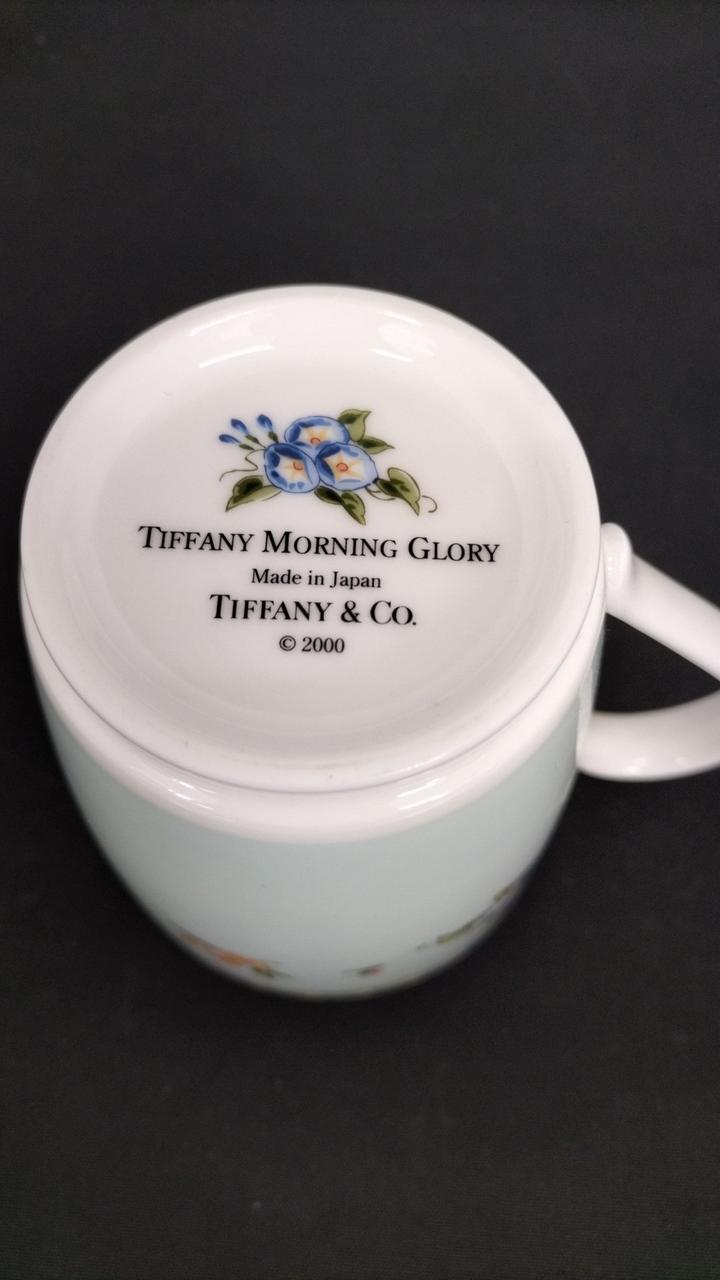 TIFFANY MORNING GLORY
Made in Japan
TIFFANY & CO.
© 2000